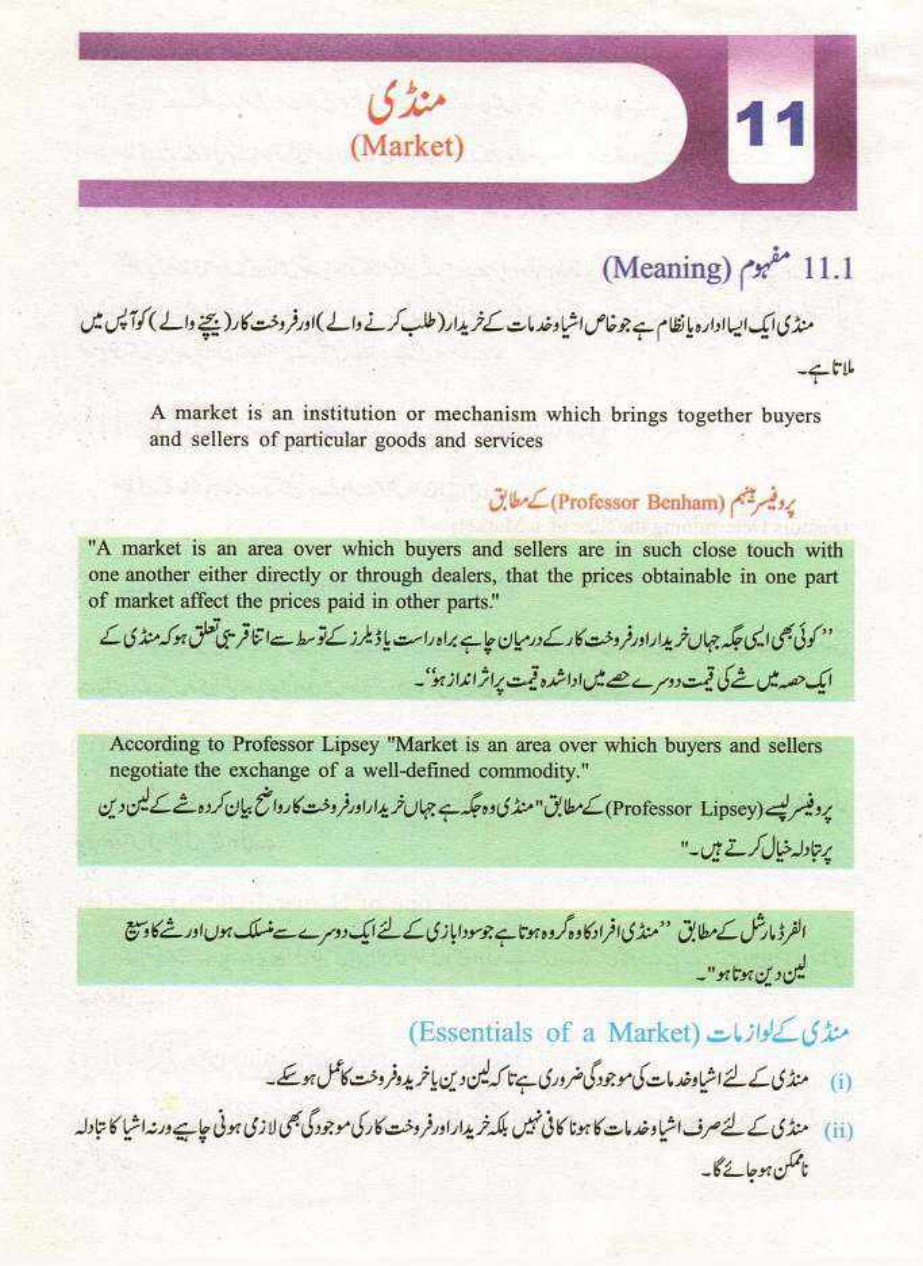 منڈی
(Market)
11
11.1 مفہوم (Meaning)
منڈی ایک ایسا ادارہ یا نظام ہے جو خاص اشیا و خدمات کے خریدار (طلب کرنے والے) اور فروخت کار (بیچنے والے) کو آپس میں
ملاتا ہے۔
A market is an institution or mechanism which brings together buyers
and sellers of particular goods and services
پروفیسر بینہم (Professor Benham) کے مطابق
"A market is an area over which buyers and sellers are in such close touch with
one another either directly or through dealers, that the prices obtainable in one part
of market affect the prices paid in other parts."
’’کوئی بھی ایسی جگہ جہاں خریدار اور فروخت کار کے درمیان چاہے براہ راست یا ڈیلرز کے توسط سے اتنا قریبی تعلق ہو کہ منڈی کے
ایک حصہ میں شے کی قیمت دوسرے حصے میں ادا شدہ قیمت پر اثر انداز ہو‘‘۔
According to Professor Lipsey "Market is an area over which buyers and sellers
negotiate the exchange of a well-defined commodity."
پروفیسر لپسے (Professor Lipsey) کے مطابق "منڈی وہ جگہ ہے جہاں خریدار اور فروخت کار واضح بیان کردہ شے کے لین دین
پر تبادلہ خیال کرتے ہیں۔"
الفرڈ مارشل کے مطابق ’’منڈی افراد کا وہ گروہ ہوتا ہے جو سودا بازی کے لئے ایک دوسرے سے منسلک ہوں اور شے کا وسیع
لین دین ہوتا ہو"۔
منڈی کے لوازمات (Essentials of a Market)
(i) منڈی کے لئے اشیا و خدمات کی موجودگی ضروری ہے تاکہ لین دین یا خرید و فروخت کا عمل ہو سکے۔
(ii) منڈی کے لئے صرف اشیا و خدمات کا ہونا کافی نہیں بلکہ خریدار اور فروخت کار کی موجودگی بھی لازمی ہونی چاہیے ورنہ اشیا کا تبادلہ
ناممکن ہو جائے گا۔